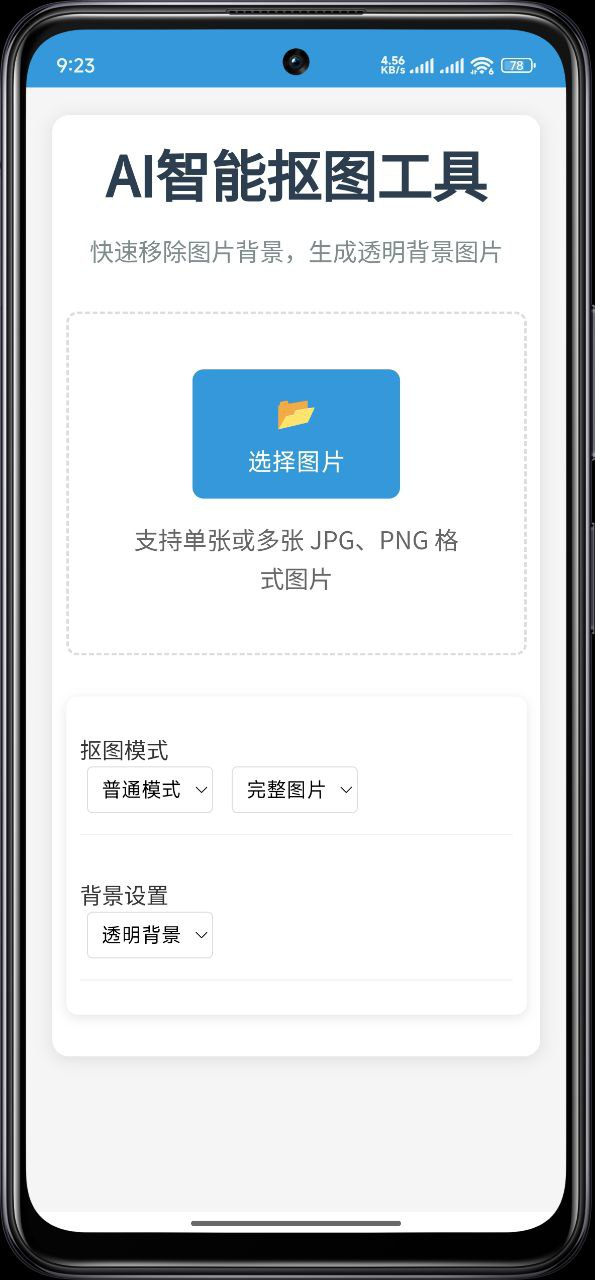 9:23
4.56
KB/s
6
78
AI智能抠图工具
快速移除图片背景，生成透明背景图片
选择图片
支持单张或多张 JPG、PNG 格
式图片
抠图模式
普通模式 完整图片
背景设置
透明背景